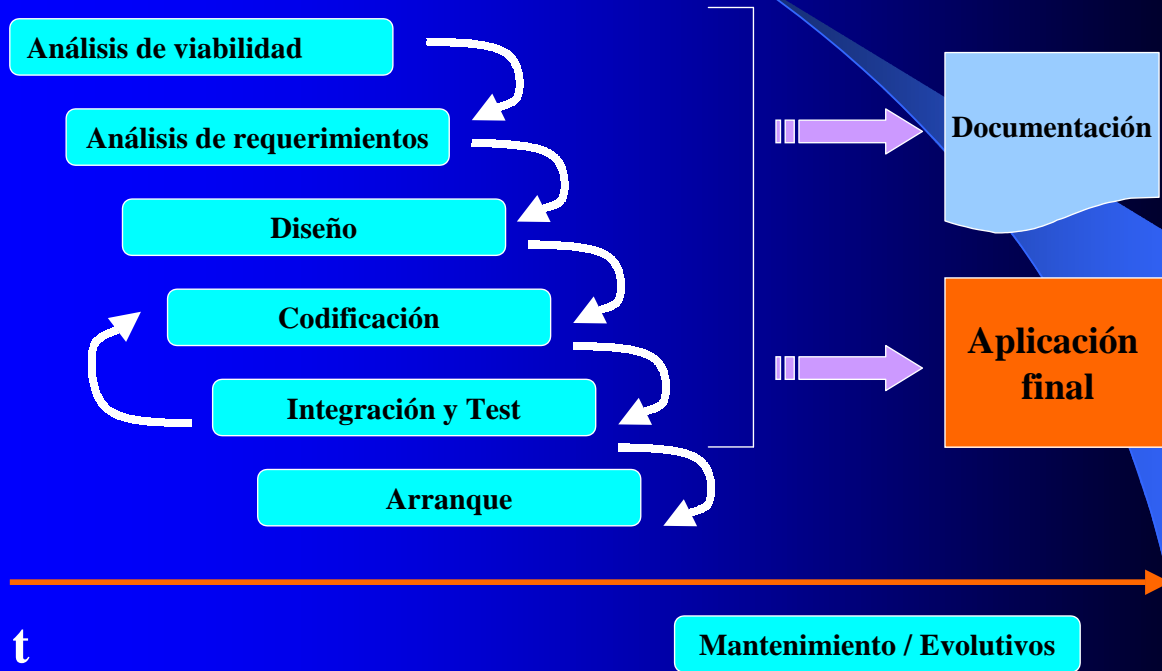 Análisis de viabilidad
Análisis de requerimientos
Diseño
Codificación
Integración y Test
Arranque
Documentación
Aplicación
final
t
Mantenimiento / Evolutivos